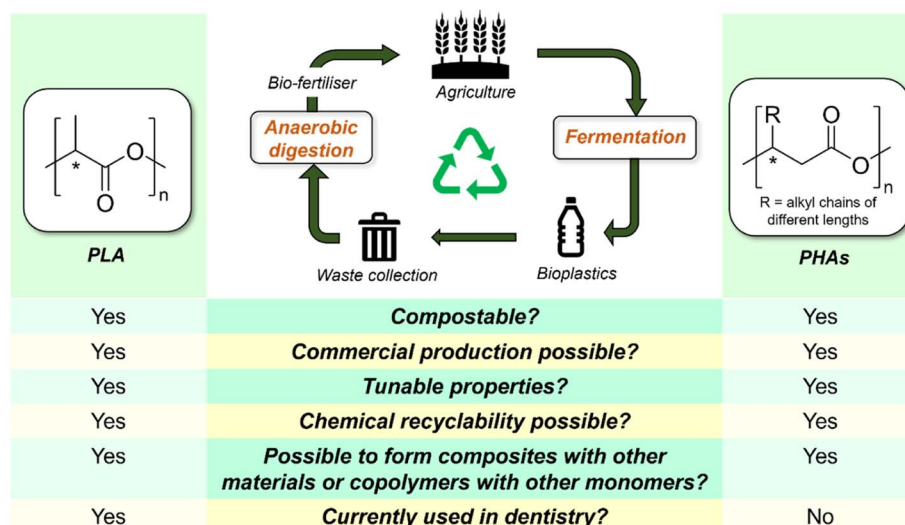 Bio-fertiliser
Agriculture
Anaerobic
digestion
Fermentation
Waste collection
Bioplastics
O
*
O
n
PLA
R
O
*
O
n
R = alkyl chains of
different lengths
PHAs
Yes Compostable? Yes
Yes Commercial production possible? Yes
Yes Tunable properties? Yes
Yes Chemical recyclability possible? Yes
Yes Possible to form composites with other Yes
materials or copolymers with other monomers?
Yes Currently used in dentistry? No